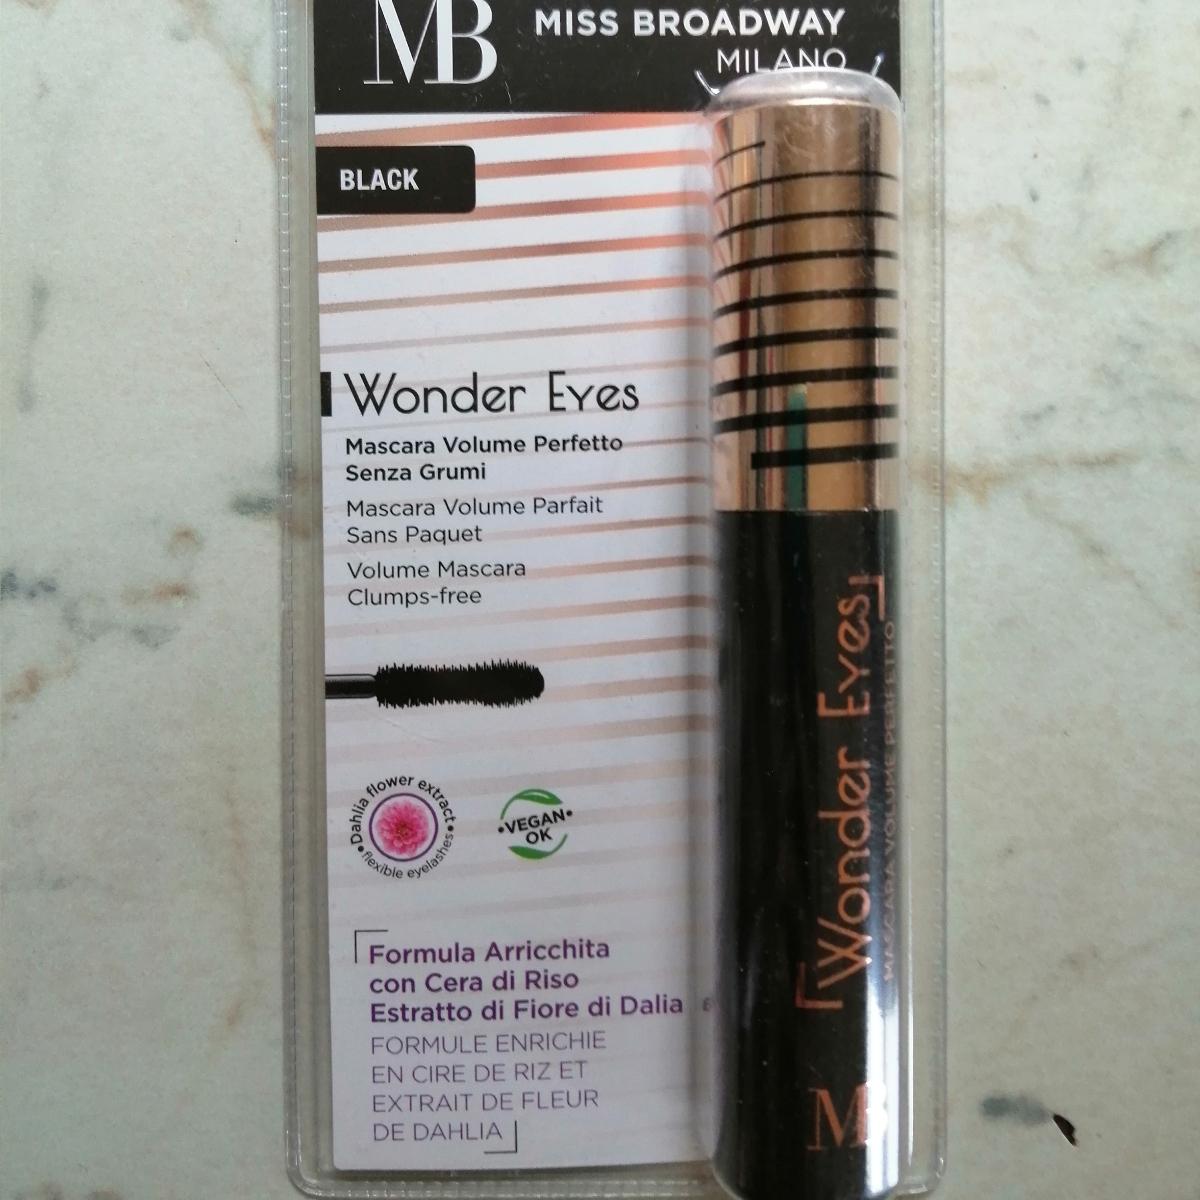 MB
MISS BROADWAY
MILANO
BLACK
Wonder Eyes
Mascara Volume Perfetto
Senza Grumi
Mascara Volume Parfait
Sans Paquet
Volume Mascara
Clumps-free
•Dahlia flower extract•
flexible eyelashes
•VEGAN•
OK
Formula Arricchita
con Cera di Riso
Estratto di Fiore di Dalia
FORMULE ENRICHIE
EN CIRE DE RIZ ET
EXTRAIT DE FLEUR
DE DAHLIA
Wonder Eyes
MASCARA VOLUME PERFETTO
MB